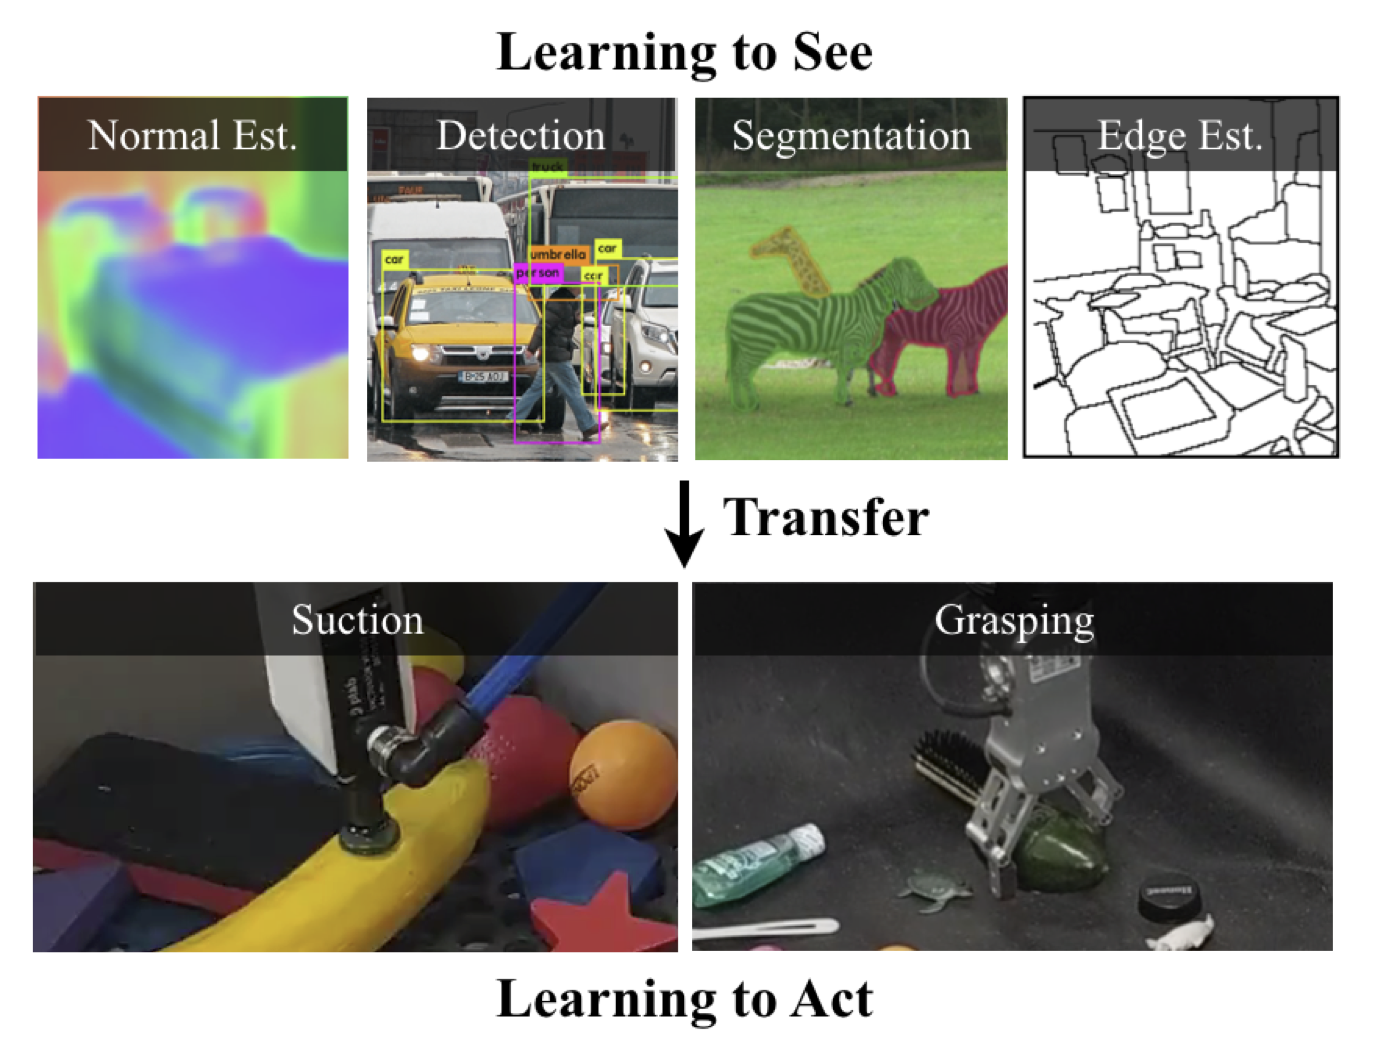 Learning to See
Normal Est.
Detection
Segmentation
Edge Est.
truck
car
umbrella
car
person
car
B·25 AOJ
Transfer
Suction
Grasping
Learning to Act